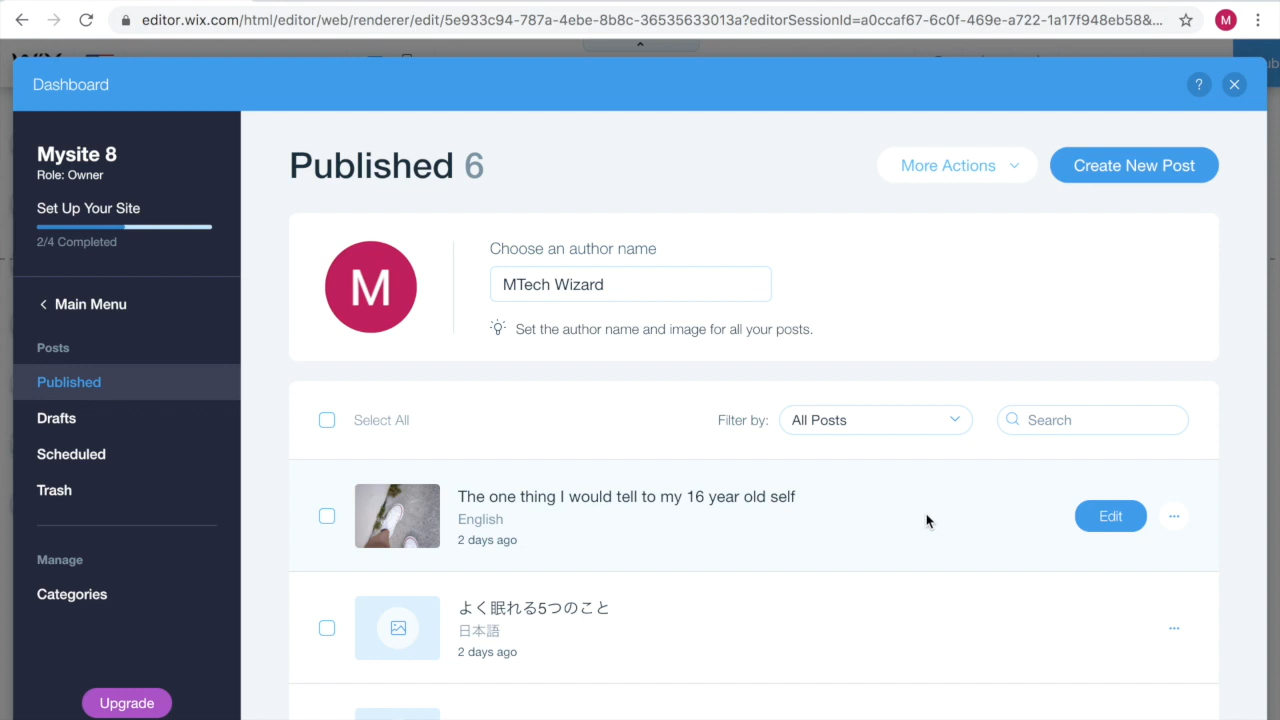 editor.wix.com/html/editor/web/renderer/edit/5e933c94-787a-4ebe-8b8c-36535633013a?editorSessionId=a0ccaf67-6c0f-469e-a722-1a17f948eb58&...
M
Dashboard
?
Mysite 8
Role: Owner
Set Up Your Site
2/4 Completed
Main Menu
Posts
Published
Drafts
Scheduled
Trash
Manage
Categories
Upgrade
Published 6
More Actions
Create New Post
M
Choose an author name
MTech Wizard
Set the author name and image for all your posts.
Select All
Filter by:
All Posts
Search
The one thing I would tell to my 16 year old self
English
2 days ago
Edit
よく眠れる5つのこと
日本語
2 days ago